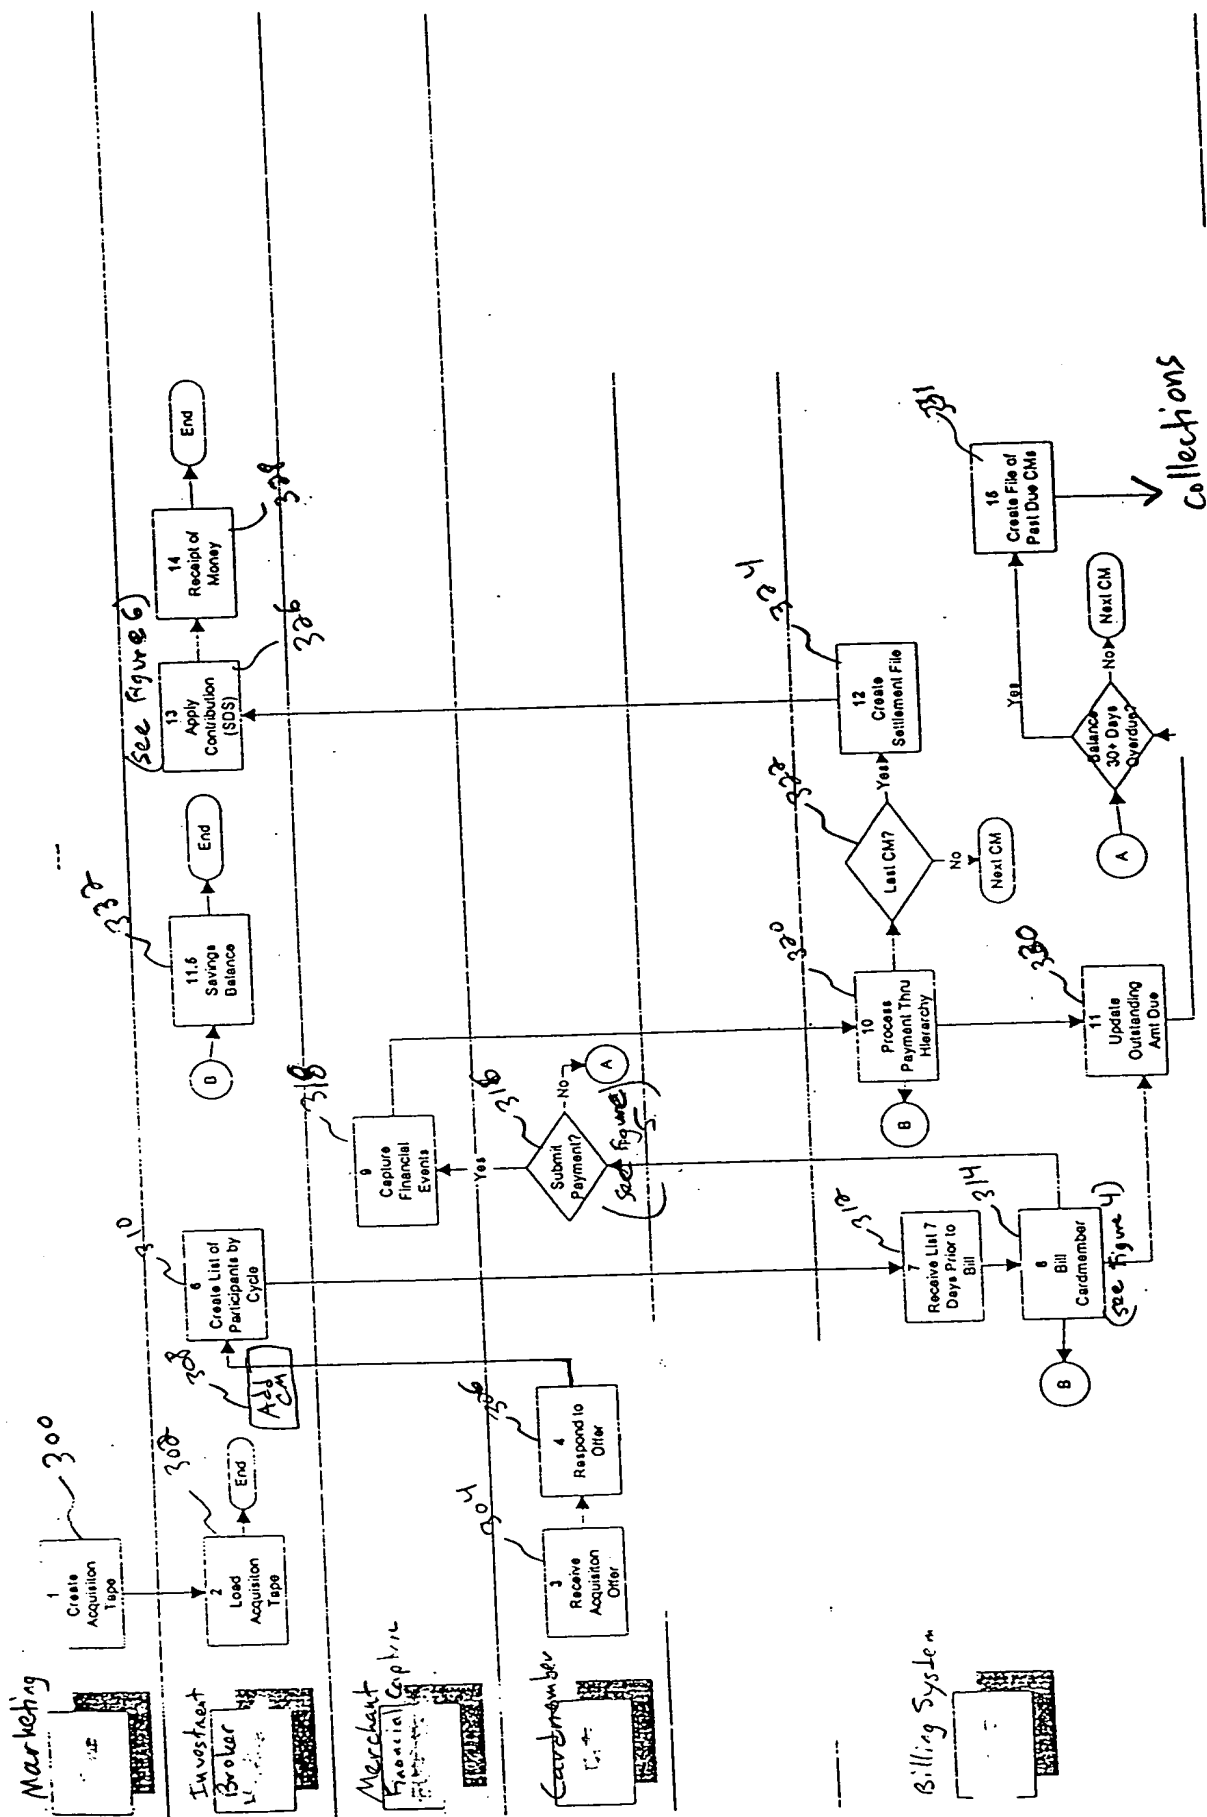 Marketing
1
Create
Acquisition
Tape
300
Investment
Broker
2
Load
Acquisition
Tape
302
End
Add
CM
308
6
Create List of
Participants by
Cycle
310
B
11.5
Savings
Balance
332
End
(See Figure 6)
13
Apply
Contribution
(SDS)
326
14
Receipt of
Money
328
End
Merchant
Financial Capture
9
Capture
Financial
Events
318
Cardmember
3
Receive
Acquisition
Offer
304
4
Respond to
Offer
306
Submit
Payment?
316
Yes
No
A
(see Figure 5)
Billing System
7
Receive List 7
Days Prior to
Bill
312
8
Bill
Cardmember
314
(see Figure 4)
B
10
Process
Payment Thru
Hierarchy
320
B
Last CM?
322
Yes
No
Next CM
12
Create
Settlement File
324
11
Update
Outstanding
Amt Due
330
A
Balance
30+ Days
Overdue?
No
Next CM
Yes
15
Create File of
Past Due CMs
331
Collections